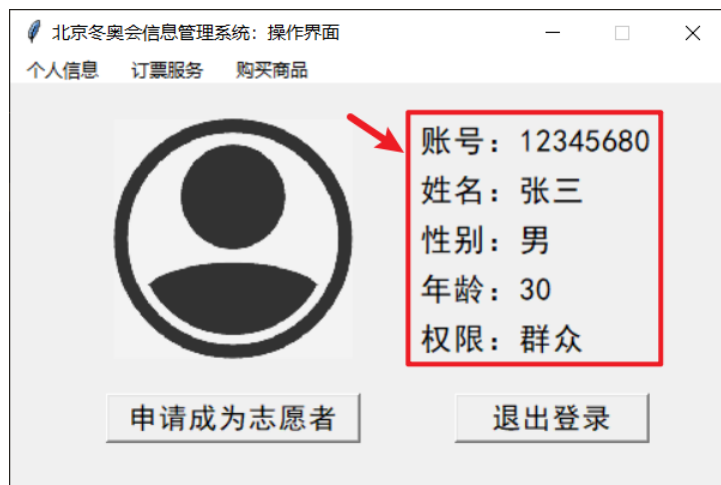 北京冬奥会信息管理系统：操作界面
个人信息 订票服务 购买商品
账号：12345680
姓名：张三
性别：男
年龄：30
权限：群众
申请成为志愿者 退出登录